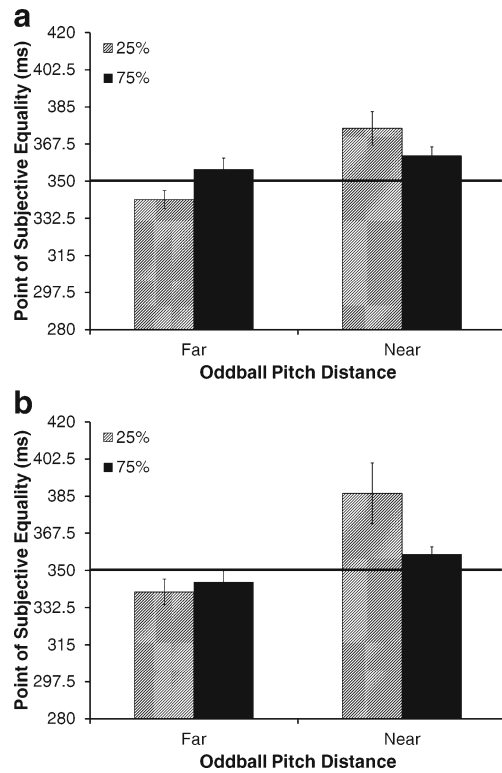 a
Point of Subjective Equality (ms)
420
402.5
385
367.5
350
332.5
315
297.5
280
25%
75%
Far
Near
Oddball Pitch Distance
b
Point of Subjective Equality (ms)
420
402.5
385
367.5
350
332.5
315
297.5
280
25%
75%
Far
Near
Oddball Pitch Distance